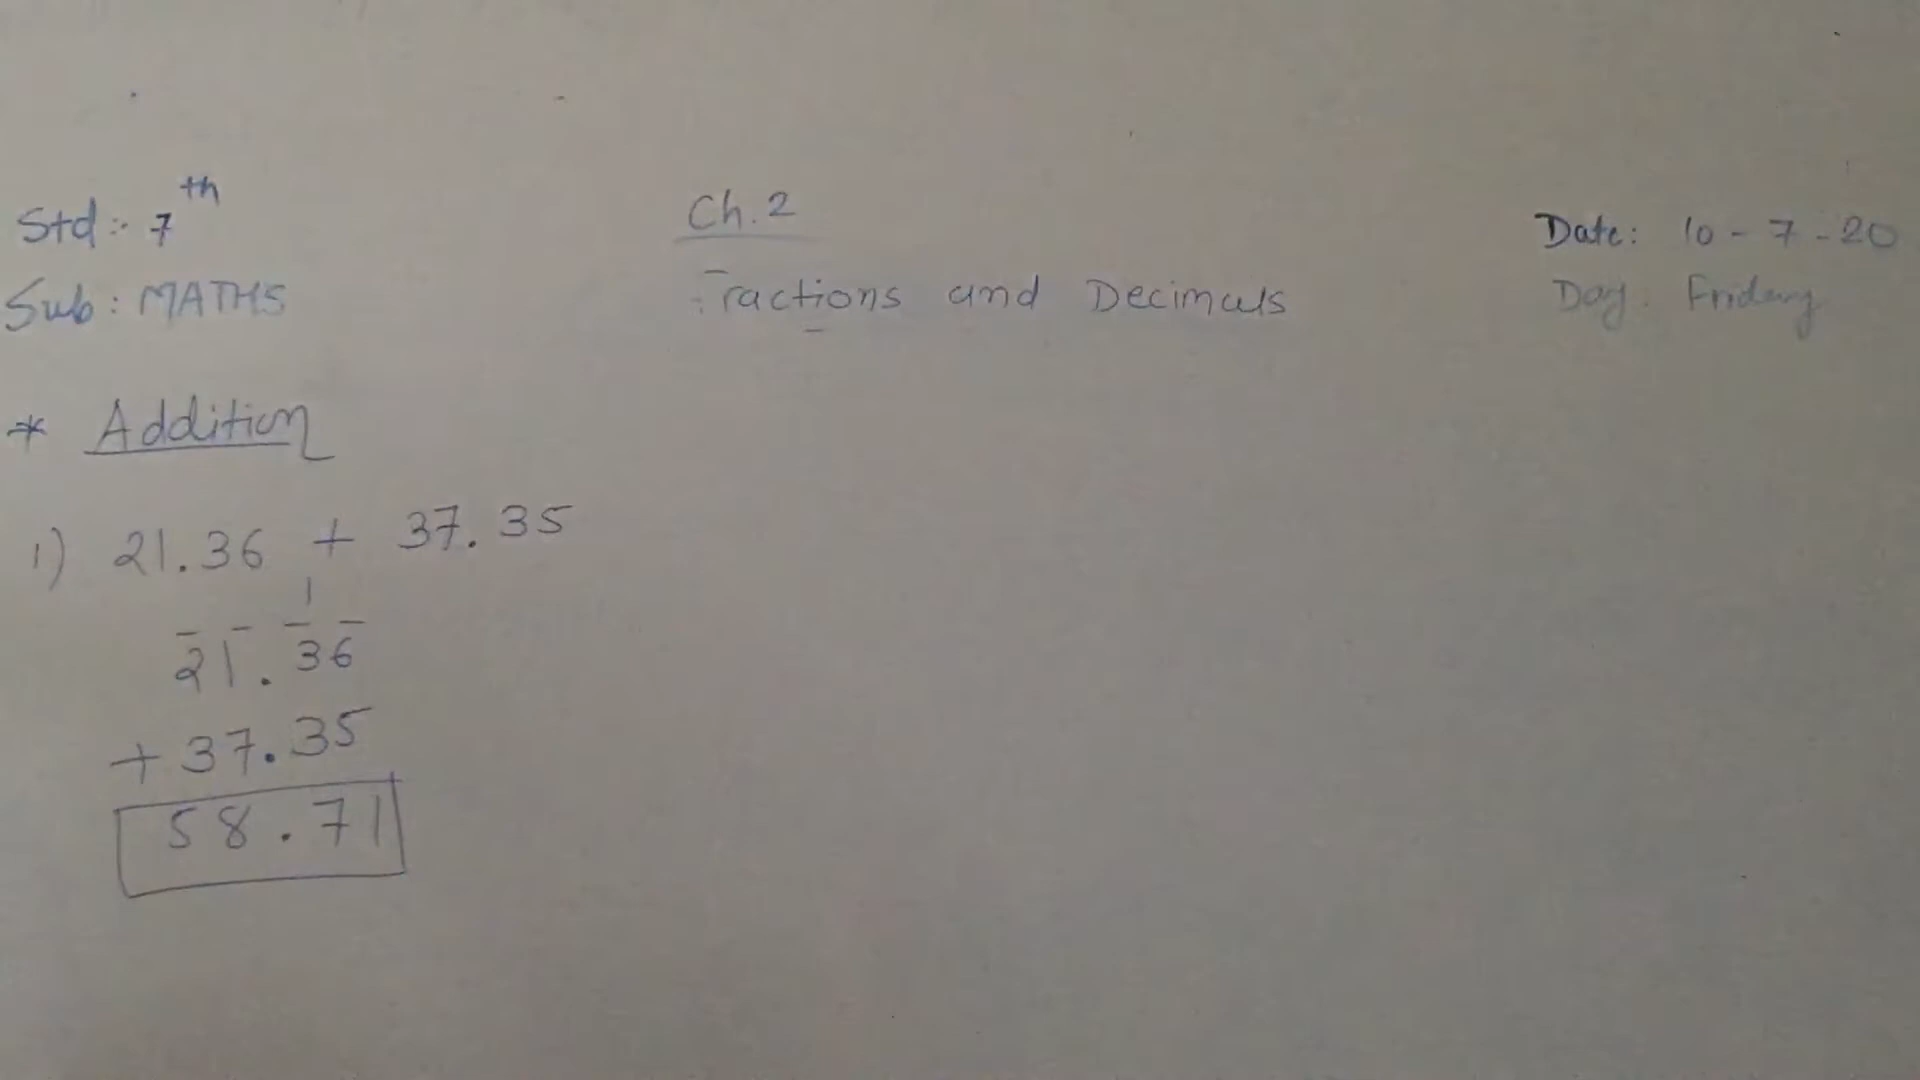 Std:- 7th
Ch.2
Date: 10-7-20
Sub: MATHS
Fractions and Decimals
Day. Friday
* Addition
1) 21.36 + 37.35
1
21.36
+ 37.35
58.71